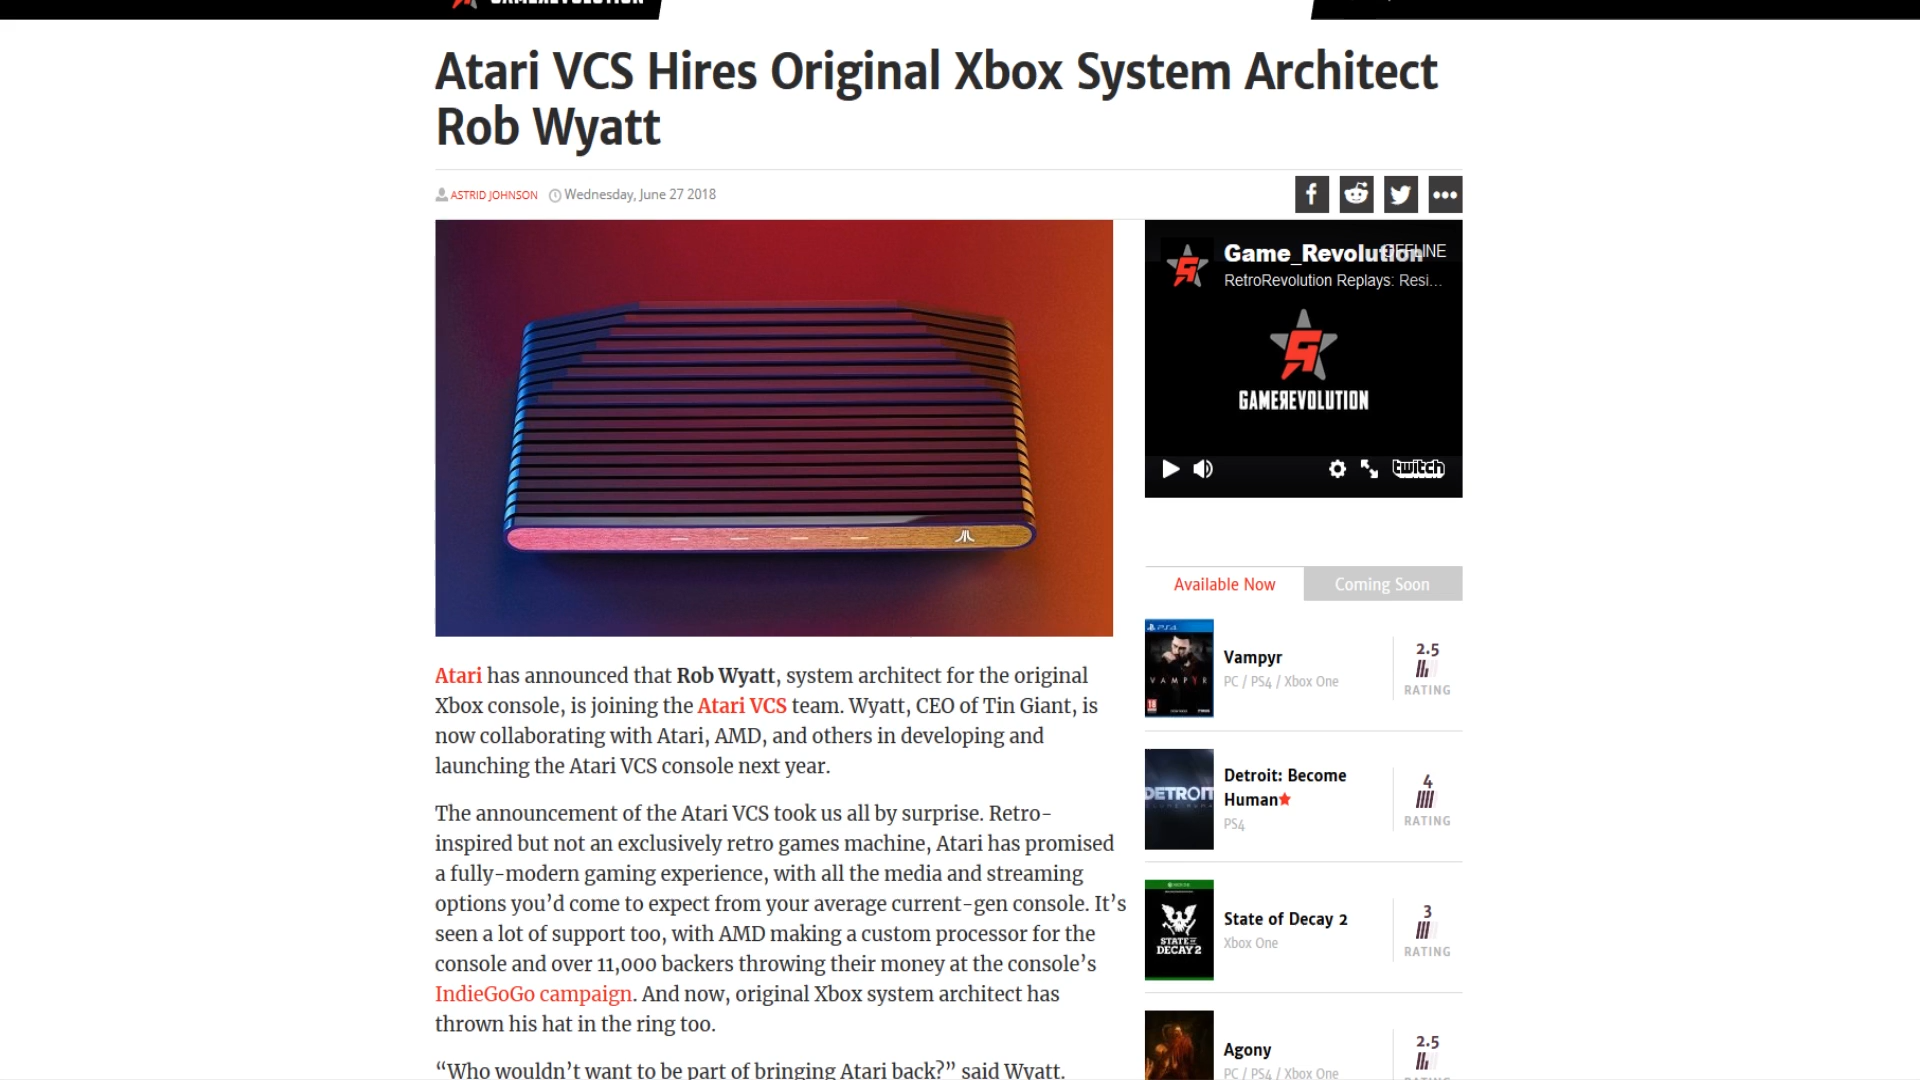 GAMEREVOLUTION
Atari VCS Hires Original Xbox System Architect
Rob Wyatt
ASTRID JOHNSON Wednesday, June 27 2018
Atari has announced that Rob Wyatt, system architect for the original
Xbox console, is joining the Atari VCS team. Wyatt, CEO of Tin Giant, is
now collaborating with Atari, AMD, and others in developing and
launching the Atari VCS console next year.
The announcement of the Atari VCS took us all by surprise. Retro-
inspired but not an exclusively retro games machine, Atari has promised
a fully-modern gaming experience, with all the media and streaming
options you’d come to expect from your average current-gen console. It’s
seen a lot of support too, with AMD making a custom processor for the
console and over 11,000 backers throwing their money at the console’s
IndieGoGo campaign. And now, original Xbox system architect has
thrown his hat in the ring too.
“Who wouldn’t want to be part of bringing Atari back?” said Wyatt.
Game_Revolution OFFLINE
RetroRevolution Replays: Resi...
GAMEREVOLUTION
twitch
Available Now Coming Soon
PS4
VAMPYR
18
Vampyr
PC / PS4 / Xbox One
2.5
RATING
DETROIT
Detroit: Become
Human
PS4
4
RATING
STATE OF
DECAY 2
State of Decay 2
Xbox One
3
RATING
Agony
PC / PS4 / Xbox One
2.5
RATING